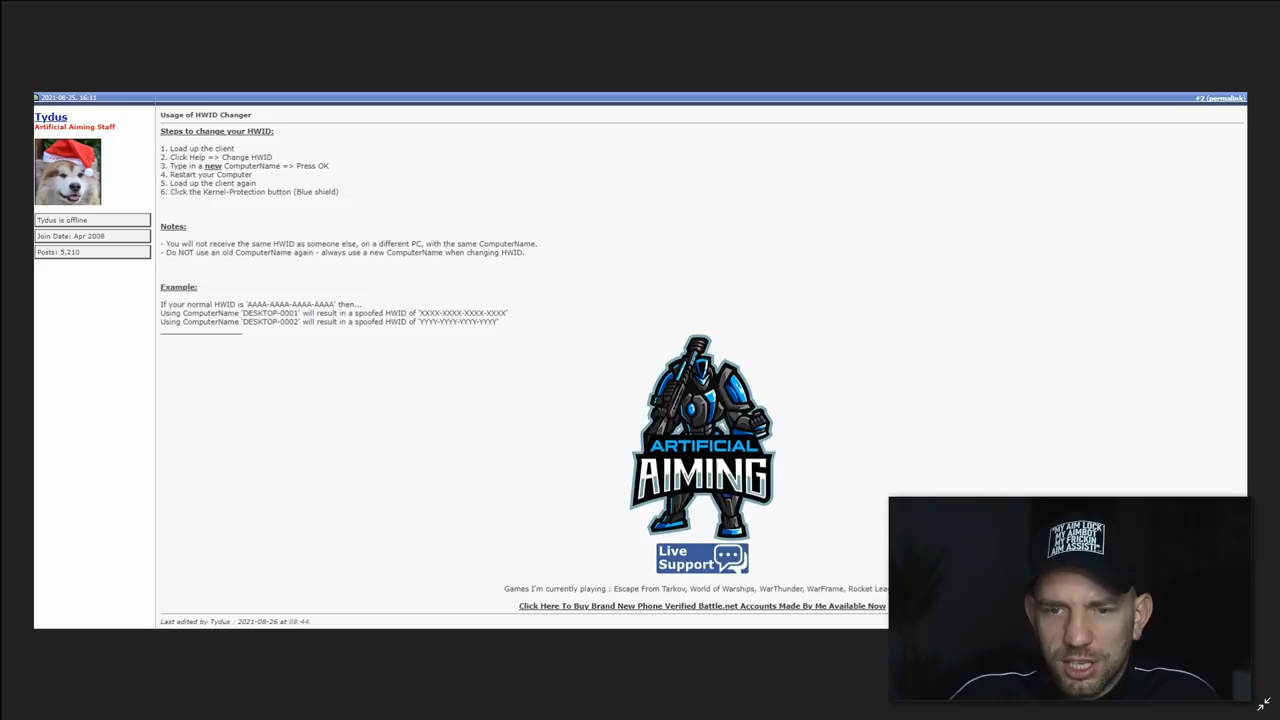 2021-08-25, 16:11
#2 (permalink)
Tydus
Artificial Aiming Staff
Tydus is offline
Join Date: Apr 2008
Posts: 5,210
Usage of HWID Changer
Steps to change your HWID:
1. Load up the client
2. Click Help => Change HWID
3. Type in a new ComputerName => Press OK
4. Restart your Computer
5. Load up the client again
6. Click the Kernel-Protection button (Blue shield)
Notes:
- You will not receive the same HWID as someone else, on a different PC, with the same ComputerName.
- Do NOT use an old ComputerName again - always use a new ComputerName when changing HWID.
Example:
If your normal HWID is 'AAAA-AAAA-AAAA-AAAA' then...
Using ComputerName 'DESKTOP-0001' will result in a spoofed HWID of 'XXXX-XXXX-XXXX-XXXX'
Using ComputerName 'DESKTOP-0002' will result in a spoofed HWID of 'YYYY-YYYY-YYYY-YYYY'
ARTIFICIAL
AIMING
Live
Support
Games I'm currently playing : Escape From Tarkov, World of Warships, WarThunder, WarFrame, Rocket Lea
Click Here To Buy Brand New Phone Verified Battle.net Accounts Made By Me Available Now
Last edited by Tydus : 2021-08-26 at 08:44.
"MY AIM LOCK
MY AIMBOT
MY FRICKIN
AIM ASSIST!"